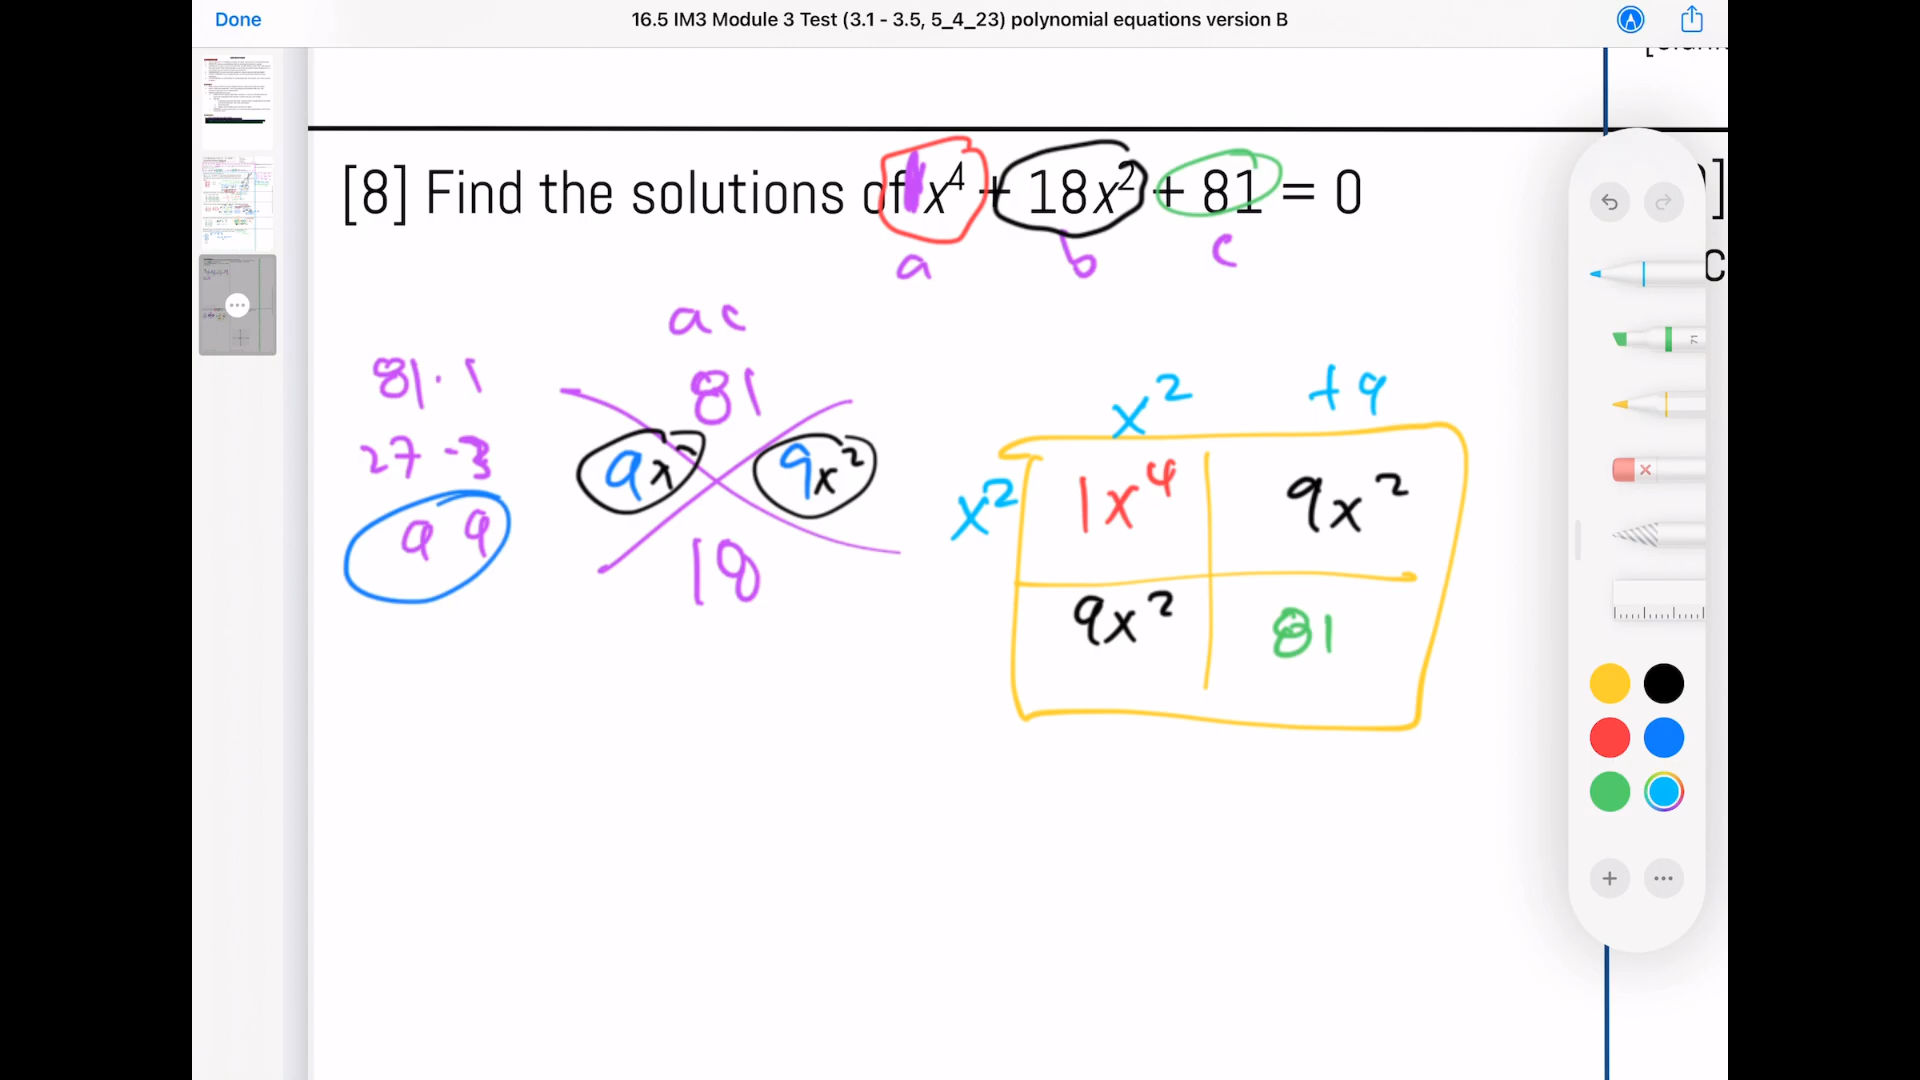 Done
16.5 IM3 Module 3 Test (3.1 - 3.5, 5_4_23) polynomial equations version B
[8] Find the solutions of 1x⁴ + 18x² + 81 = 0
a b c
ac
81·1
81
27 -3
9x² 9x²
9 9
18
x² +9
x² 1x⁴ 9x²
9x² 81
71
]
C